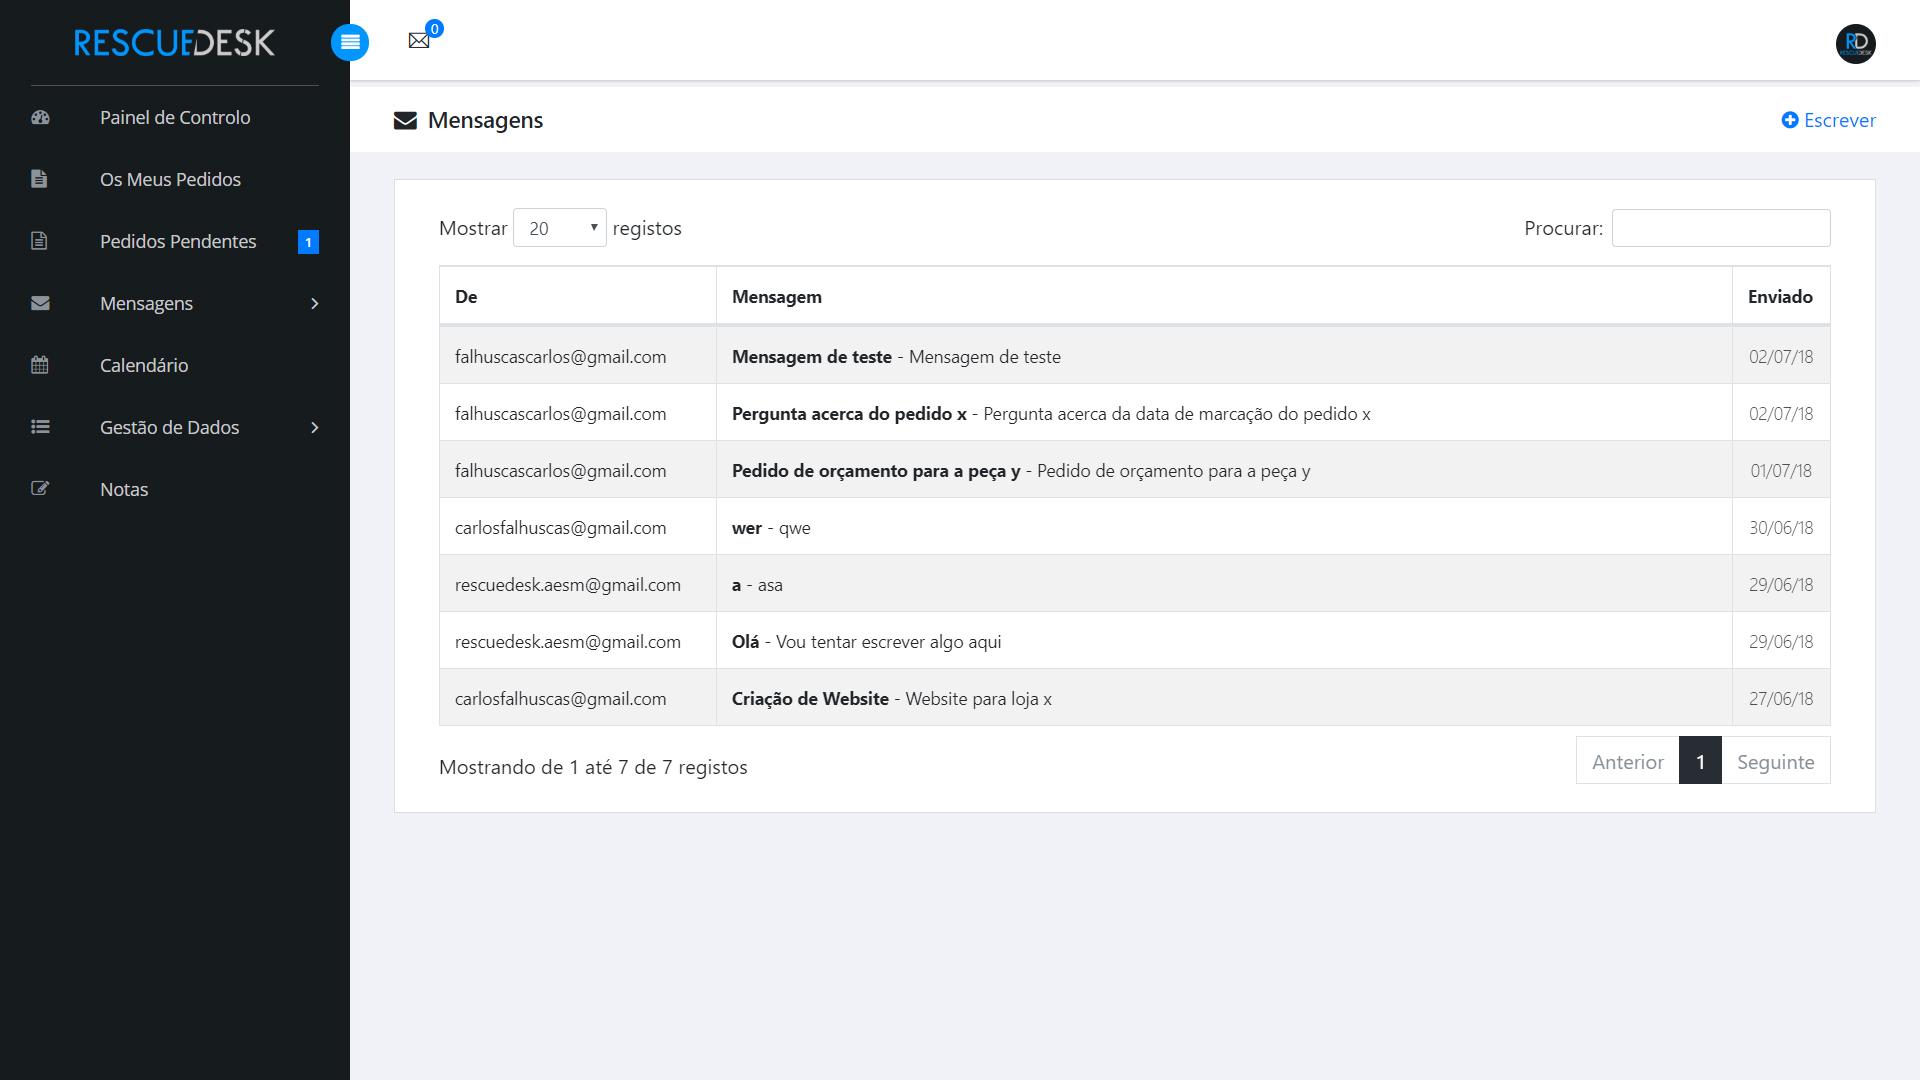 RESCUEDESK
0
RD
RESCUEDESK
Painel de Controlo
Os Meus Pedidos
Pedidos Pendentes 1
Mensagens
Calendário
Gestão de Dados
Notas
Mensagens
Escrever
Mostrar 20 registos
Procurar:
De Mensagem Enviado
falhuscascarlos@gmail.com Mensagem de teste - Mensagem de teste 02/07/18
falhuscascarlos@gmail.com Pergunta acerca do pedido x - Pergunta acerca da data de marcação do pedido x 02/07/18
falhuscascarlos@gmail.com Pedido de orçamento para a peça y - Pedido de orçamento para a peça y 01/07/18
carlosfalhuscas@gmail.com wer - qwe 30/06/18
rescuedesk.aesm@gmail.com a - asa 29/06/18
rescuedesk.aesm@gmail.com Olá - Vou tentar escrever algo aqui 29/06/18
carlosfalhuscas@gmail.com Criação de Website - Website para loja x 27/06/18
Mostrando de 1 até 7 de 7 registos
Anterior 1 Seguinte